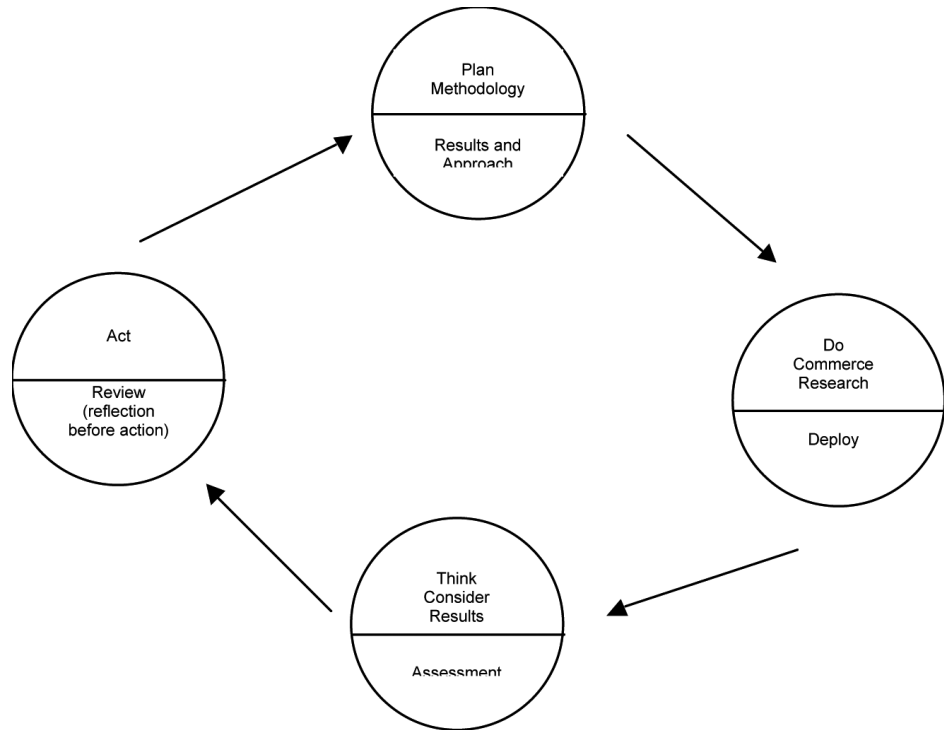 Plan
Methodology
Results and
Approach
Do
Commerce
Research
Deploy
Think
Consider
Results
Assessment
Act
Review
(reflection
before action)